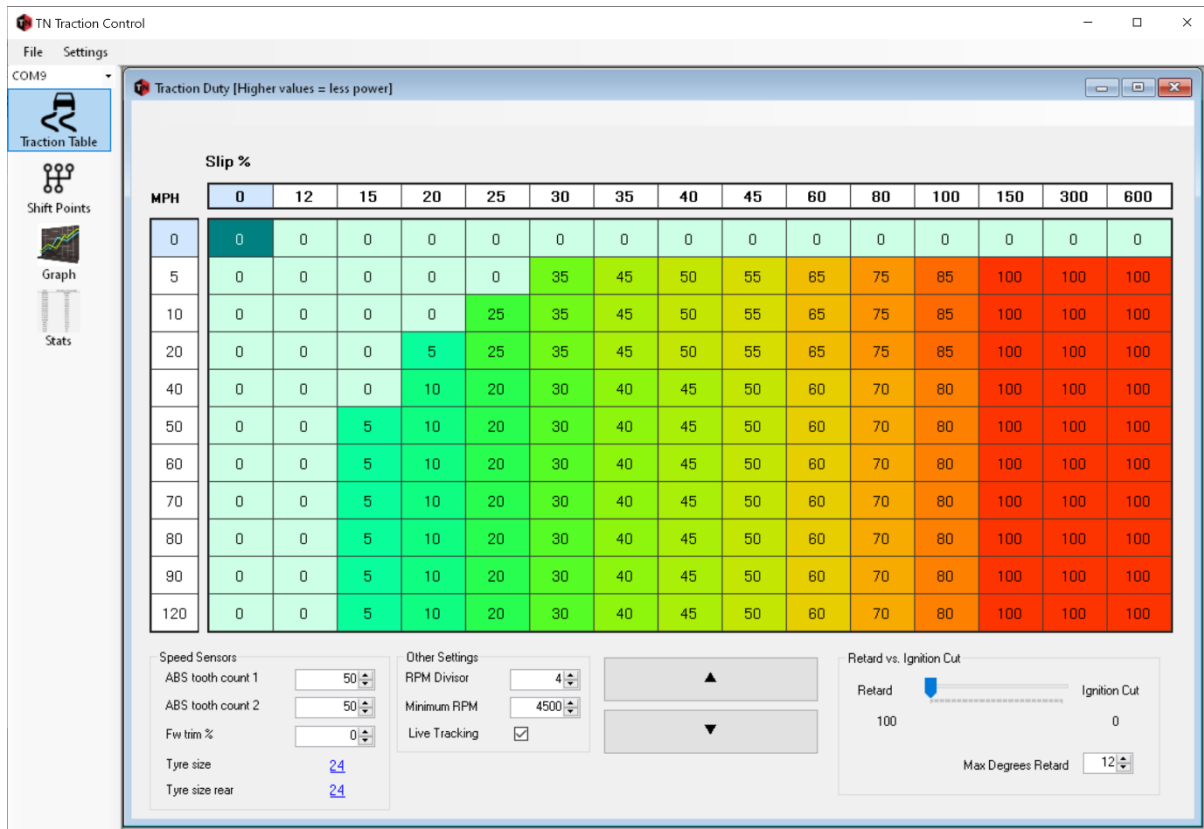 TN TN Traction Control
File Settings
COM9
TN Traction Duty [Higher values = less power]
Traction Table
Shift Points
Graph
Stats
Slip %
MPH 0 12 15 20 25 30 35 40 45 60 80 100 150 300 600
0 0 0 0 0 0 0 0 0 0 0 0 0 0 0 0
5 0 0 0 0 0 35 45 50 55 65 75 85 100 100 100
10 0 0 0 0 25 35 45 50 55 65 75 85 100 100 100
20 0 0 0 5 25 35 45 50 55 65 75 85 100 100 100
40 0 0 0 10 20 30 40 45 50 60 70 80 100 100 100
50 0 0 5 10 20 30 40 45 50 60 70 80 100 100 100
60 0 0 5 10 20 30 40 45 50 60 70 80 100 100 100
70 0 0 5 10 20 30 40 45 50 60 70 80 100 100 100
80 0 0 5 10 20 30 40 45 50 60 70 80 100 100 100
90 0 0 5 10 20 30 40 45 50 60 70 80 100 100 100
120 0 0 5 10 20 30 40 45 50 60 70 80 100 100 100
Speed Sensors
ABS tooth count 1 50
ABS tooth count 2 50
Fw trim % 0
Tyre size 24
Tyre size rear 24
Other Settings
RPM Divisor 4
Minimum RPM 4500
Live Tracking
Retard vs. Ignition Cut
Retard Ignition Cut
100 0
Max Degrees Retard 12